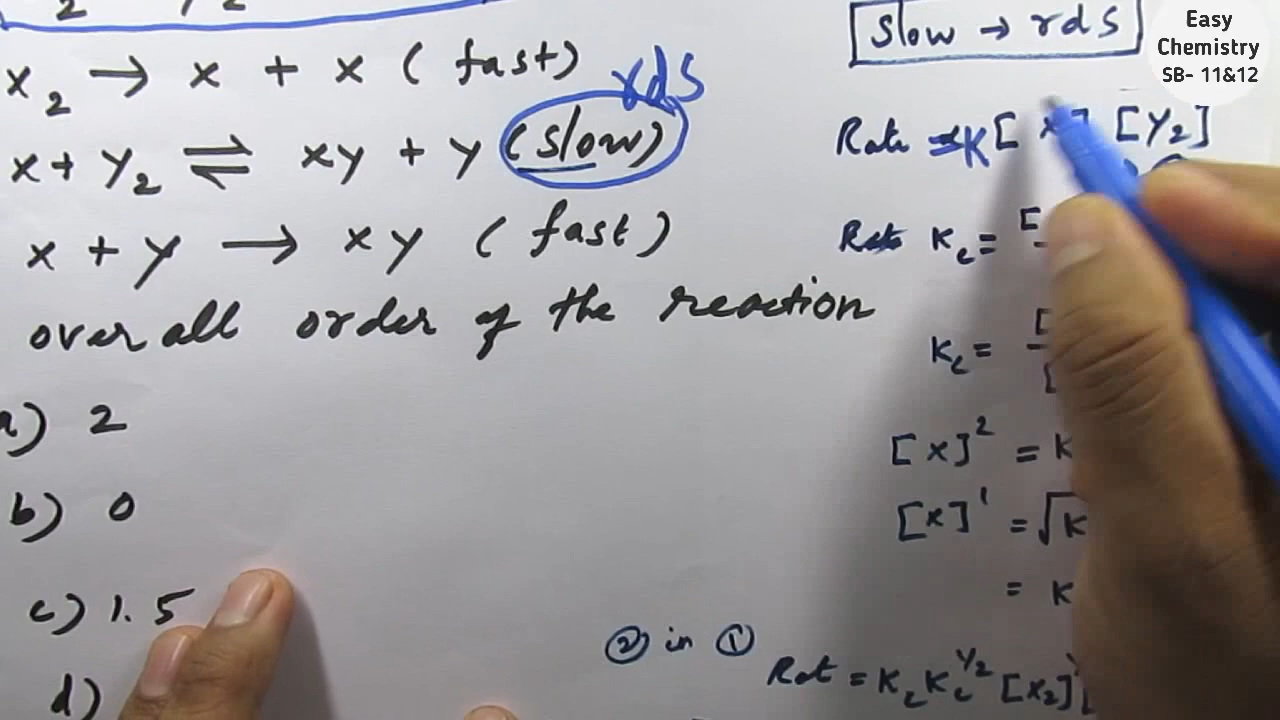 x₂ → x + x (fast)
rds
x + y₂ ⇌ xy + y (slow)
x + y → xy (fast)
over all order of the reaction
a) 2
b) 0
c) 1.5
d)
Slow → rds
Rate = K [x] [y₂]
Rate Kc = [
Kc = [
[x]² = K
[x]¹ = √K
= K
② in ①
Rat = Kc Kc^1/2 [x₂]
Easy
Chemistry
SB- 11&12